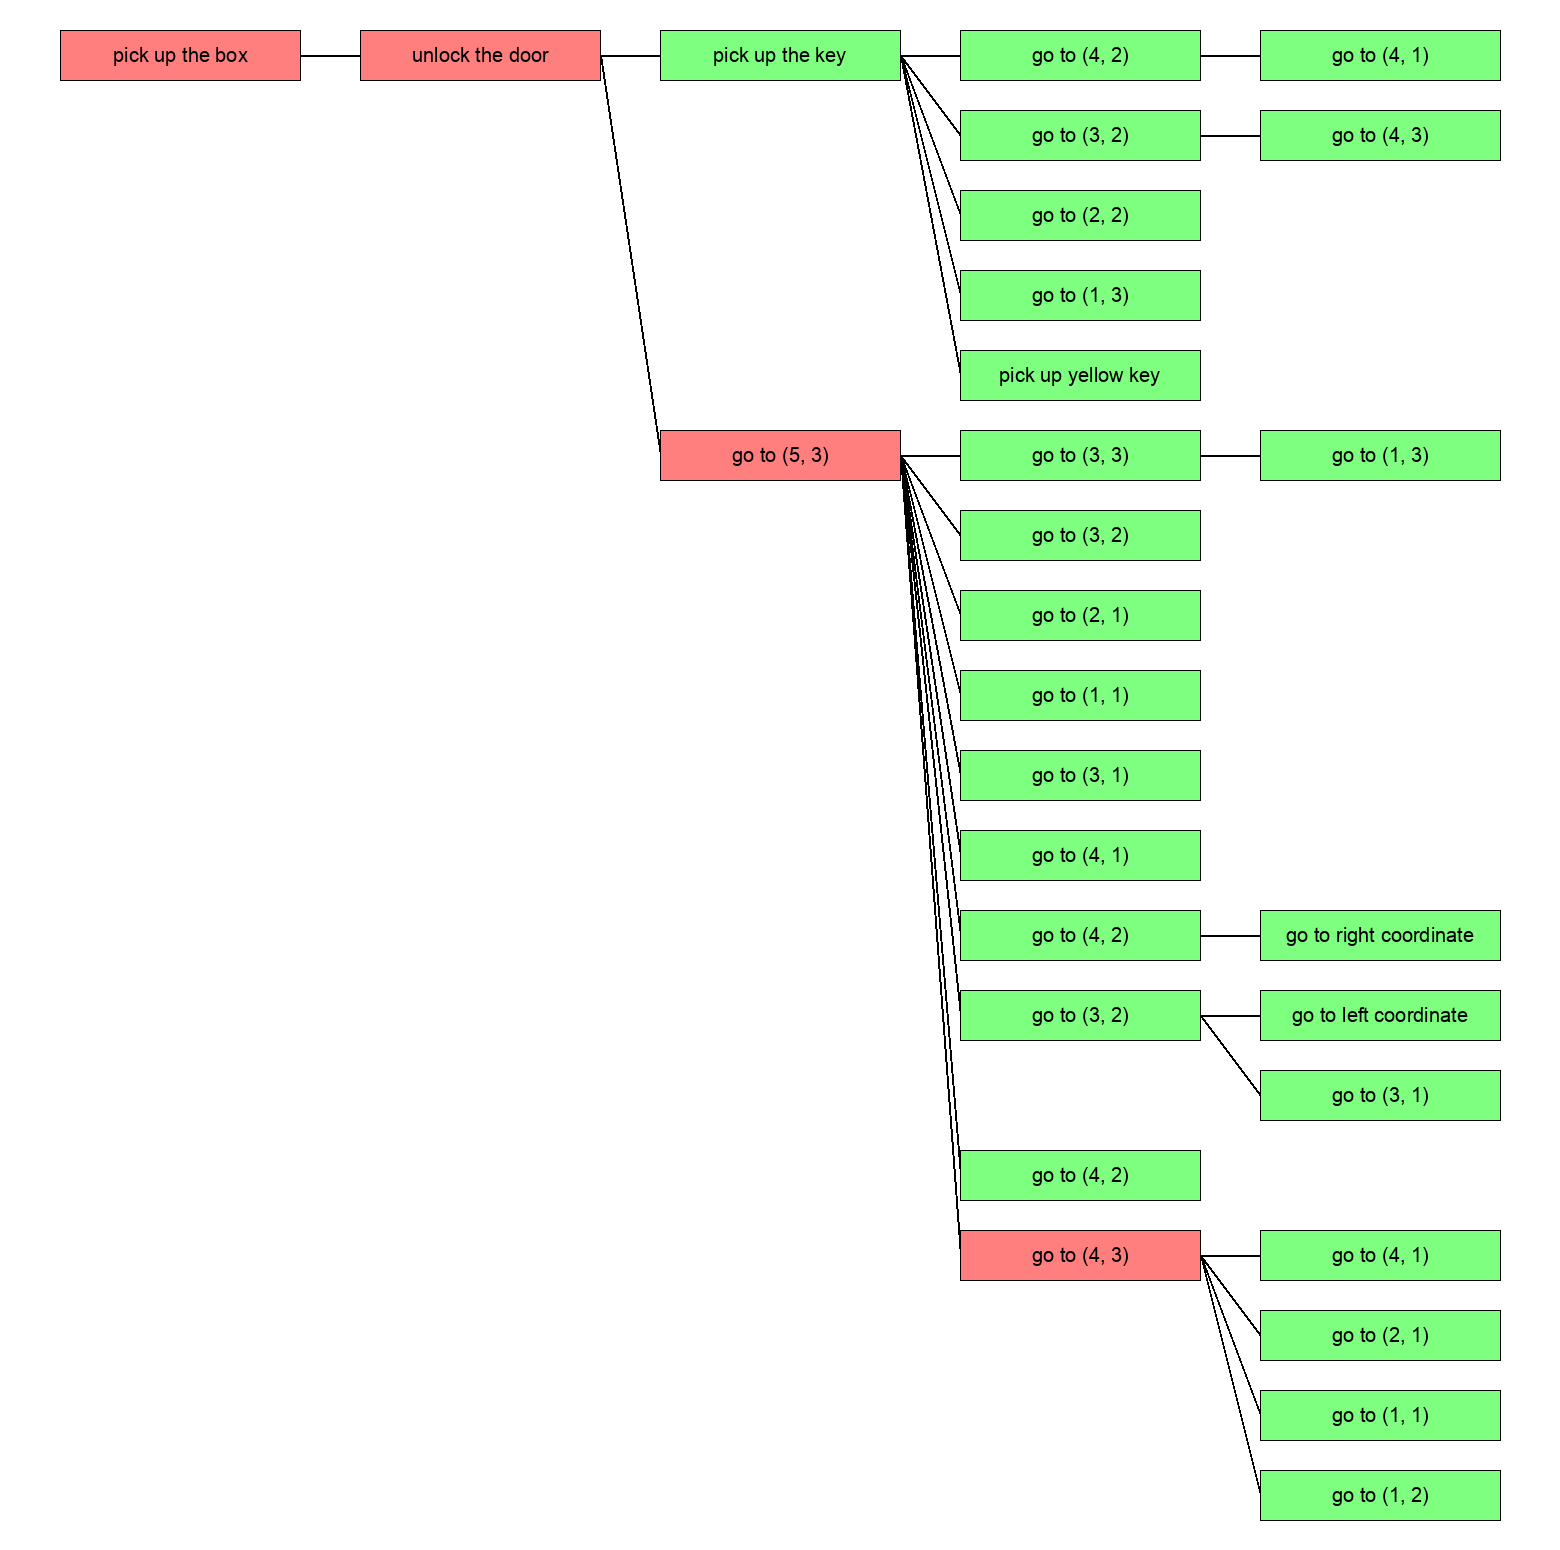 pick up the box
unlock the door
pick up the key
go to (4, 2)
go to (4, 1)
go to (3, 2)
go to (4, 3)
go to (2, 2)
go to (1, 3)
pick up yellow key
go to (5, 3)
go to (3, 3)
go to (1, 3)
go to (3, 2)
go to (2, 1)
go to (1, 1)
go to (3, 1)
go to (4, 1)
go to (4, 2)
go to right coordinate
go to (3, 2)
go to left coordinate
go to (3, 1)
go to (4, 2)
go to (4, 3)
go to (4, 1)
go to (2, 1)
go to (1, 1)
go to (1, 2)